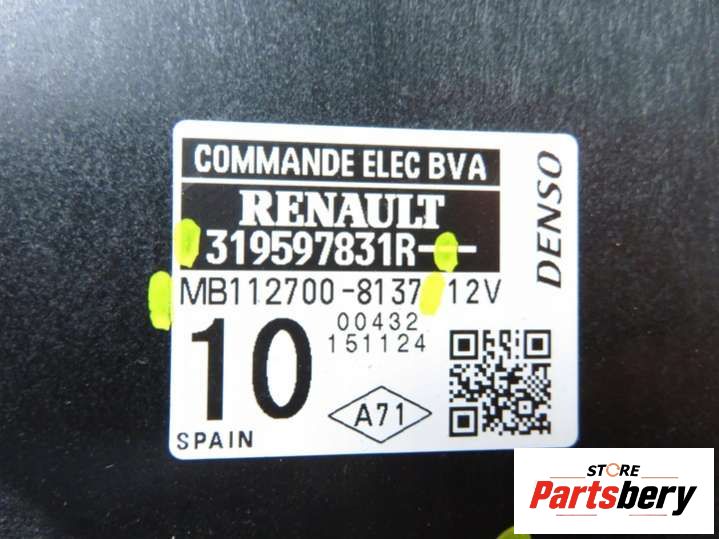 COMMANDE ELEC BVA
RENAULT
319597831R---
MB112700-8137 12V
10
00432
151124
A71
SPAIN
DENSO
STORE
Partsbery